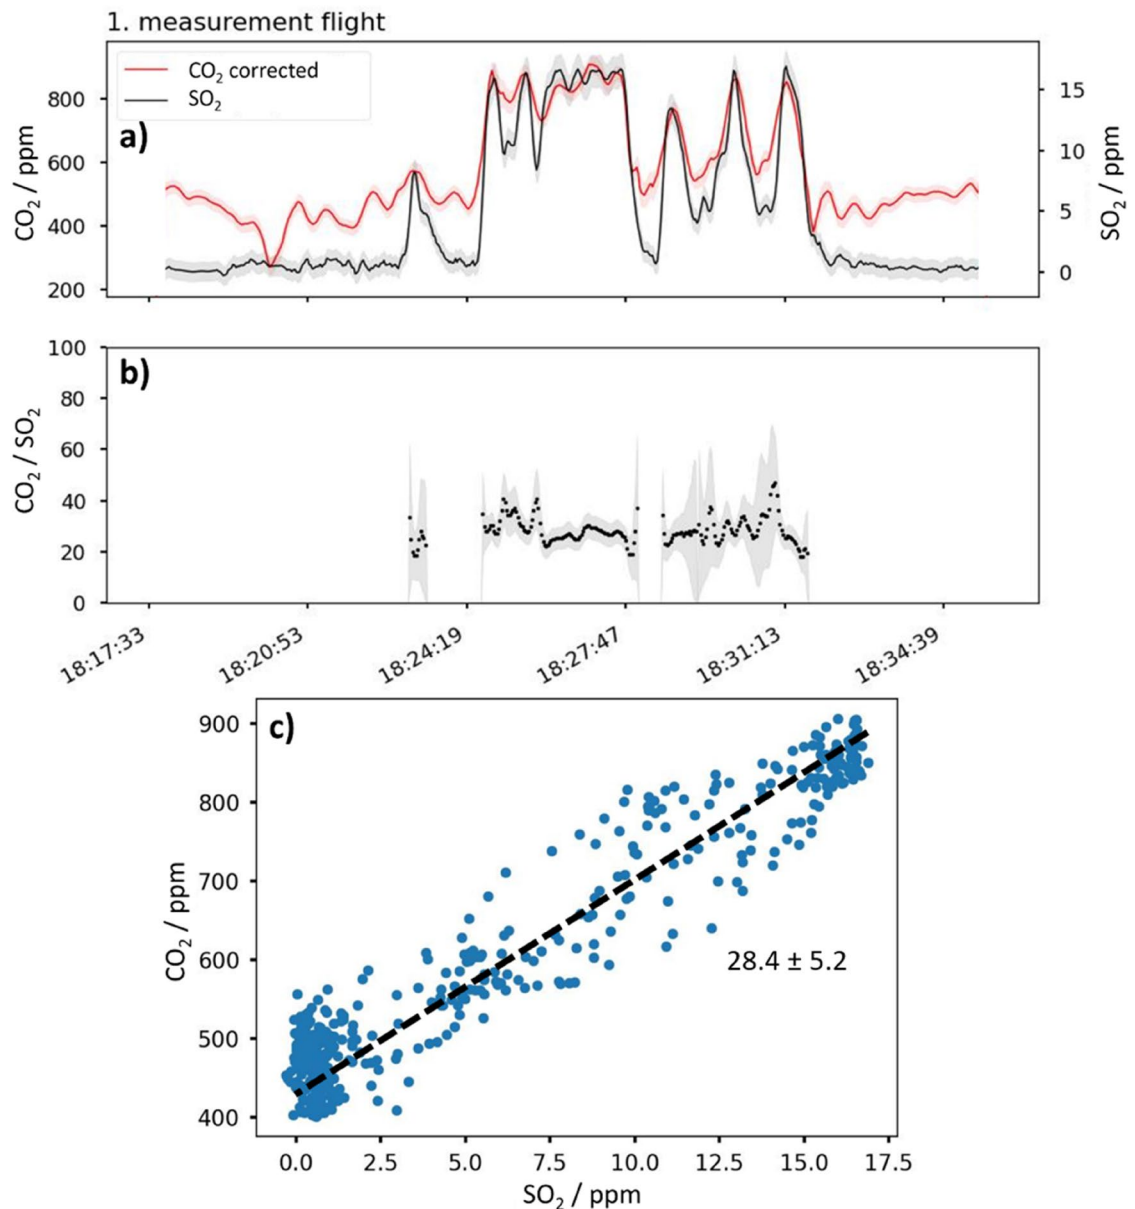 1. measurement flight
CO₂ corrected
SO₂
a)
800
600
400
200
CO₂ / ppm
15
10
5
0
SO₂ / ppm
b)
100
80
60
40
20
0
CO₂ / SO₂
18:17:33
18:20:53
18:24:19
18:27:47
18:31:13
18:34:39
c)
900
800
700
600
500
400
CO₂ / ppm
28.4 ± 5.2
0.0 2.5 5.0 7.5 10.0 12.5 15.0 17.5
SO₂ / ppm